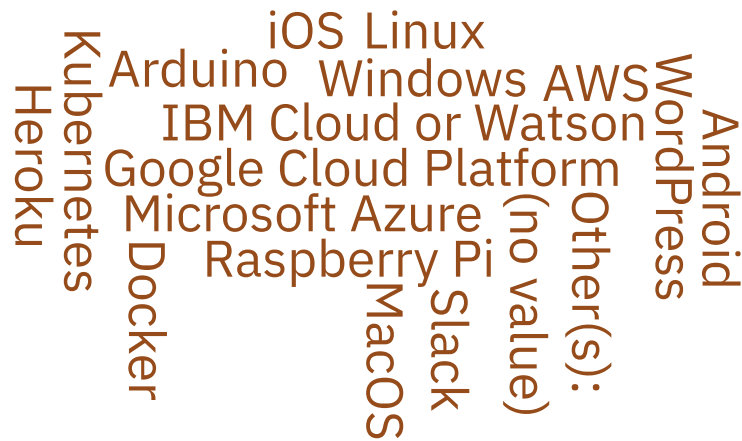 iOS
Linux
Arduino
Windows
AWS
IBM Cloud or Watson
Google Cloud Platform
Microsoft Azure
Raspberry Pi
Heroku
Kubernetes
Docker
MacOS
Slack
(no value)
Other(s):
WordPress
Android